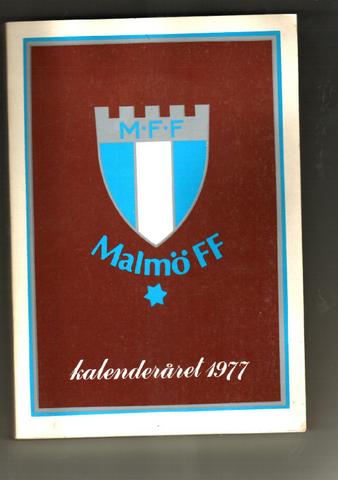 M·F·F
Malmö FF
kalenderåret 1977